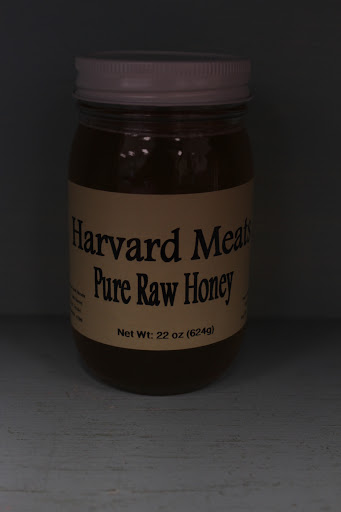 Harvard Meats
Pure Raw Honey
Net Wt: 22 oz (624g)